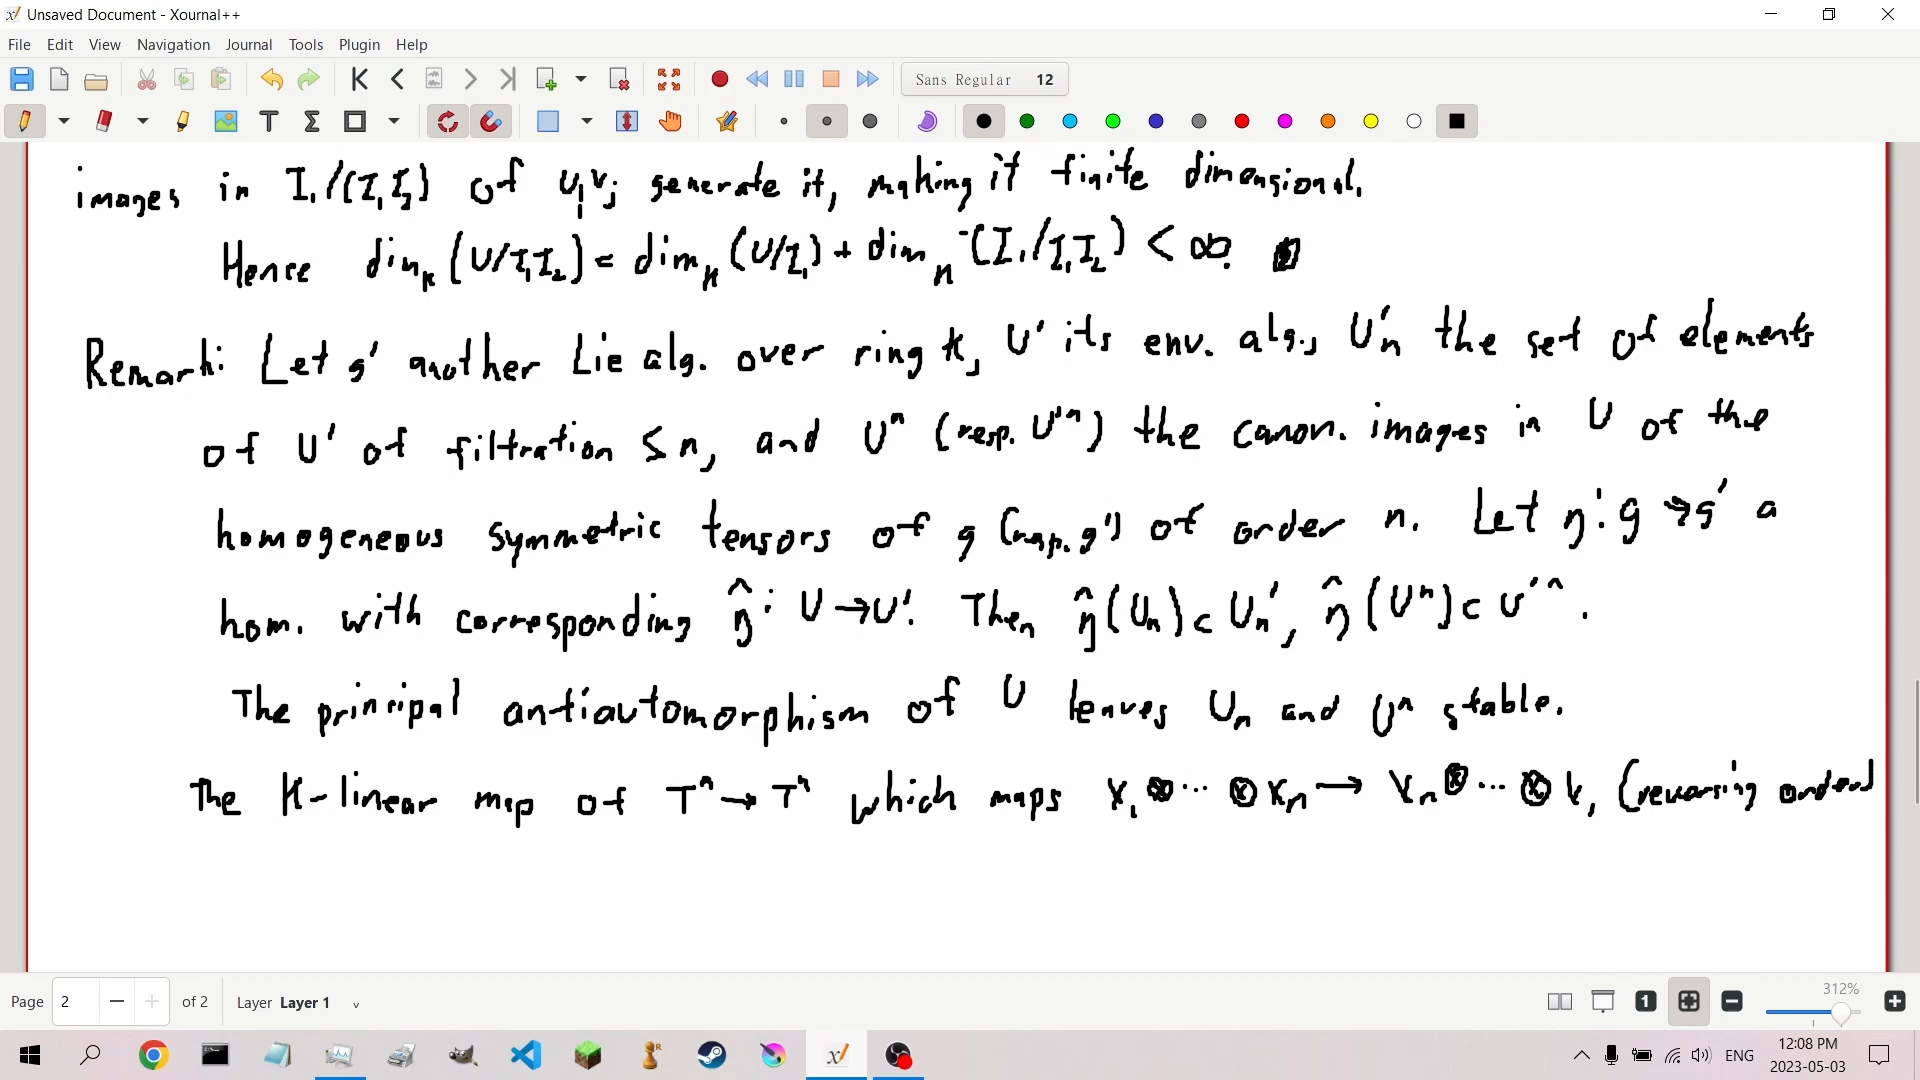 Unsaved Document - Xournal++
File Edit View Navigation Journal Tools Plugin Help
Sans Regular 12
images in I₁/(I₁I₂) of uᵢvⱼ generate it, making it finite dimensional.
Hence dimₖ(U/I₁I₂) = dimₖ(U/I₁) + dimₖ(I₁/I₁I₂) < ∞.
Remark: Let g' another Lie alg. over ring k, U' its env. alg., U'ₙ the set of elements
of U' of filtration ≤ n, and Uⁿ (resp. U'ⁿ) the canon. images in U of the
homogeneous symmetric tensors of g (resp. g') of order n. Let η: g → g' a
hom. with corresponding η̂: U → U'. Then η̂(Uₙ) ⊂ Uₙ', η̂(Uⁿ) ⊂ U'ⁿ.
The principal antiautomorphism of U leaves Uₙ and Uⁿ stable.
The K-linear map of Tⁿ → Tⁿ which maps x₁⊗...⊗xₙ → xₙ⊗...⊗x₁ (reversing orders)
Page 2 of 2 Layer Layer 1 312%
ENG
12:08 PM
2023-05-03